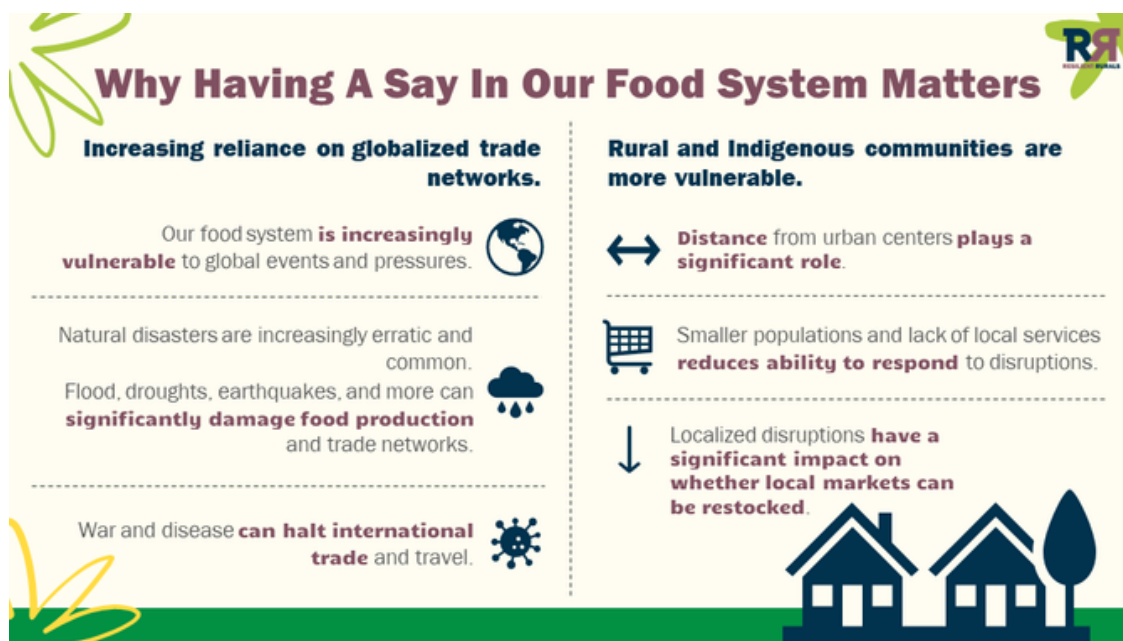 RR
RESILIENT RURALS
Why Having A Say In Our Food System Matters
Increasing reliance on globalized trade
networks.
Our food system is increasingly
vulnerable to global events and pressures.
Natural disasters are increasingly erratic and
common.
Flood, droughts, earthquakes, and more can
significantly damage food production
and trade networks.
War and disease can halt international
trade and travel.
Rural and Indigenous communities are
more vulnerable.
Distance from urban centers plays a
significant role.
Smaller populations and lack of local services
reduces ability to respond to disruptions.
Localized disruptions have a
significant impact on
whether local markets can
be restocked.